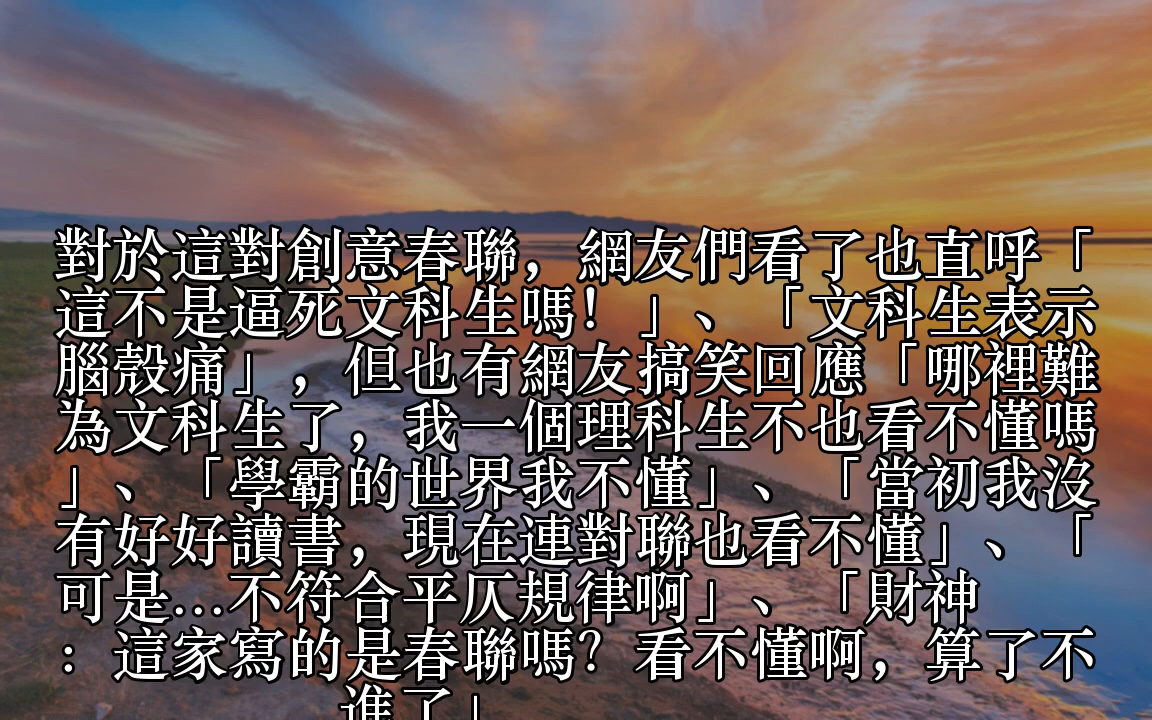 對於這對創意春聯，網友們看了也直呼「
這不是逼死文科生嗎！」、「文科生表示
腦殼痛」，但也有網友搞笑回應「哪裡難
為文科生了，我一個理科生不也看不懂嗎
」、「學霸的世界我不懂」、「當初我沒
有好好讀書，現在連對聯也看不懂」、「
可是...不符合平仄規律啊」、「財神
：這家寫的是春聯嗎？看不懂啊，算了不
進了」